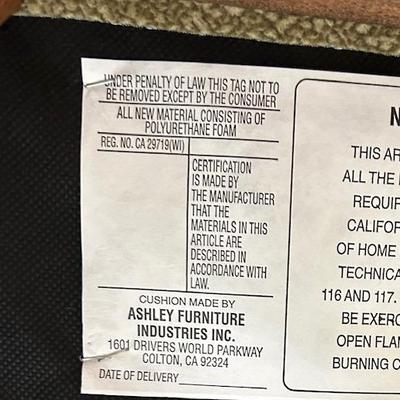 UNDER PENALTY OF LAW THIS TAG NOT TO
BE REMOVED EXCEPT BY THE CONSUMER
ALL NEW MATERIAL CONSISTING OF
POLYURETHANE FOAM
REG. NO. CA 29719(WI)
CERTIFICATION
IS MADE BY
THE MANUFACTURER
THAT THE
MATERIALS IN THIS
ARTICLE ARE
DESCRIBED IN
ACCORDANCE WITH
LAW.
CUSHION MADE BY
ASHLEY FURNITURE
INDUSTRIES INC.
1601 DRIVERS WORLD PARKWAY
COLTON, CA 92324
DATE OF DELIVERY
N
THIS AR
ALL THE
REQUIF
CALIFOR
OF HOME
TECHNICA
116 AND 117.
BE EXERC
OPEN FLAM
BURNING C